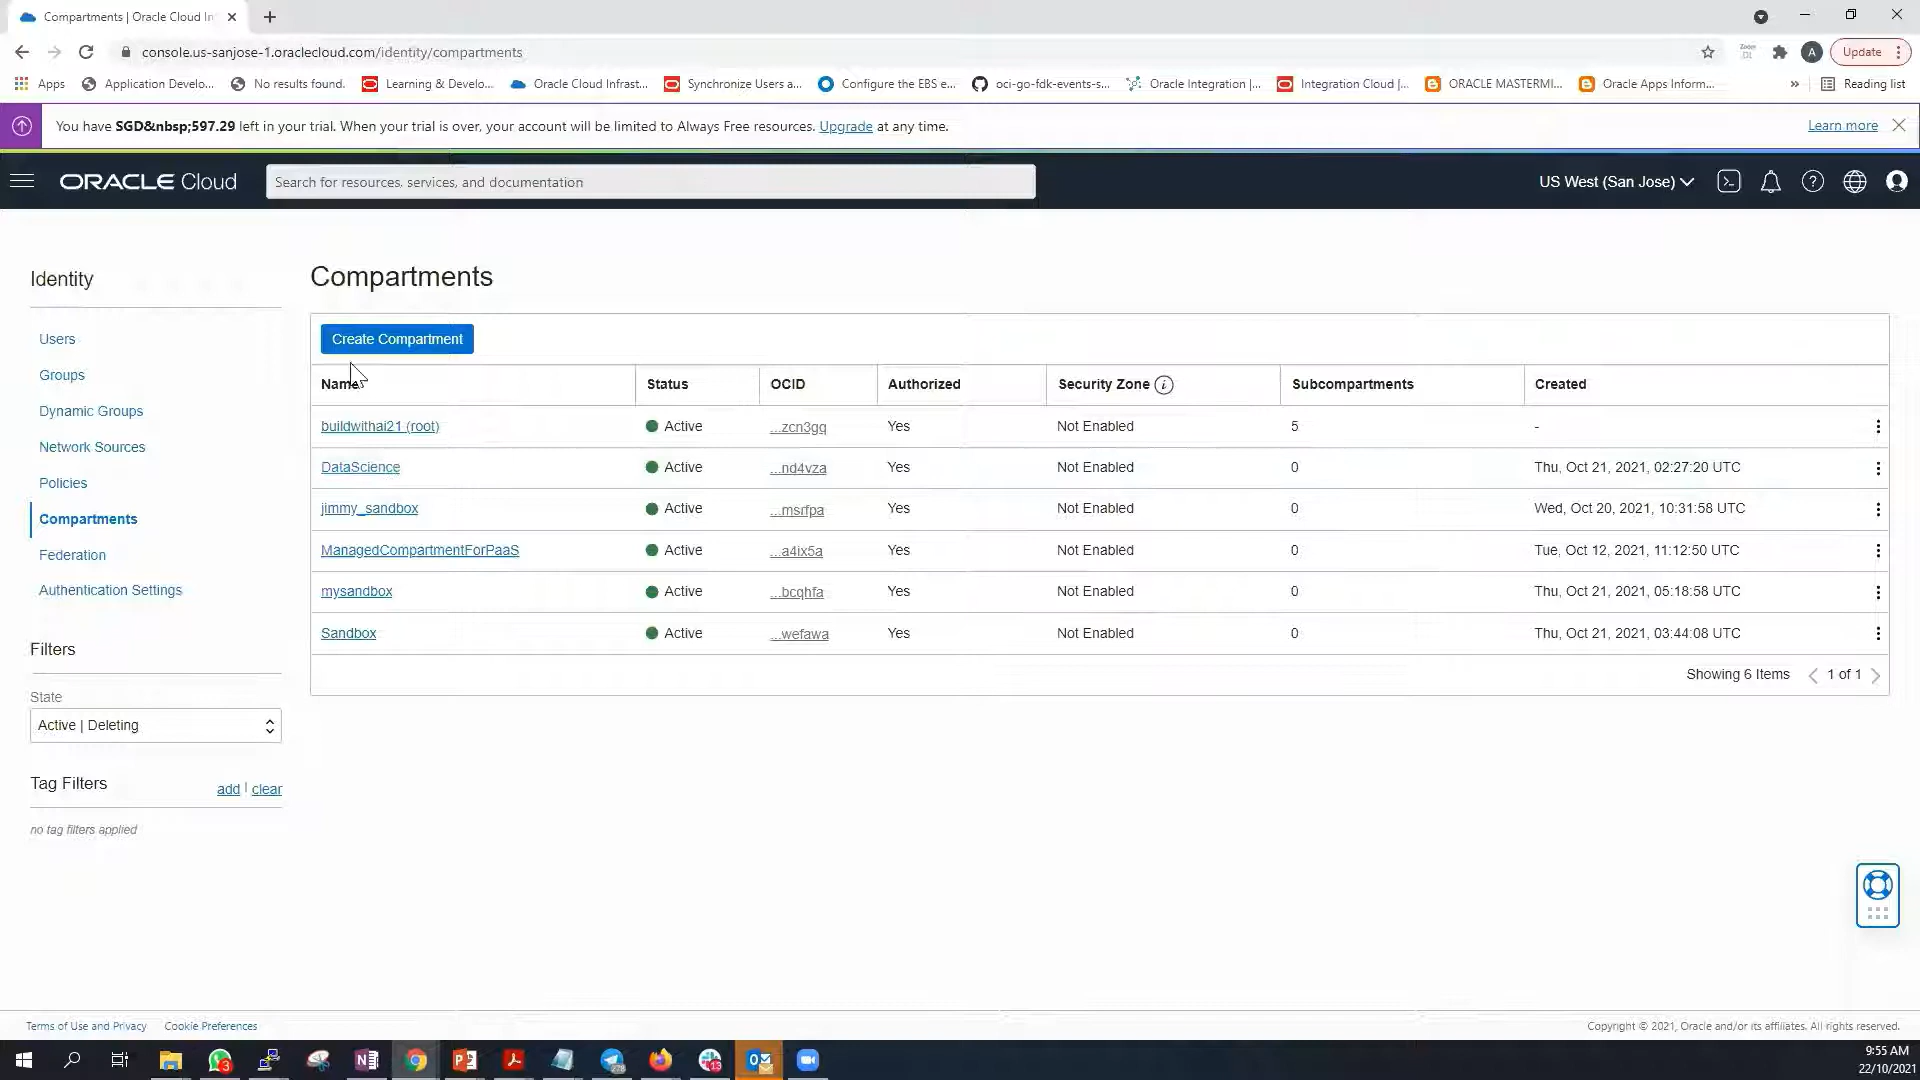 Compartments | Oracle Cloud In
console.us-sanjose-1.oraclecloud.com/identity/compartments
A
Update
Apps
Application Develo...
No results found.
Learning & Develo...
Oracle Cloud Infrast...
Synchronize Users a...
Configure the EBS e...
oci-go-fdk-events-s...
Oracle Integration |...
Integration Cloud |...
ORACLE MASTERMI...
Oracle Apps Inform...
»
Reading list
You have SGD&nbsp;597.29 left in your trial. When your trial is over, your account will be limited to Always Free resources. Upgrade at any time.
Learn more
ORACLE Cloud
Search for resources, services, and documentation
US West (San Jose)
Identity
Users
Groups
Dynamic Groups
Network Sources
Policies
Compartments
Federation
Authentication Settings
Filters
State
Active | Deleting
Tag Filters
add | clear
no tag filters applied
Compartments
Create Compartment
Name Status OCID Authorized Security Zone i Subcompartments Created
buildwithai21 (root) Active ...zcn3gq Yes Not Enabled 5 -
DataScience Active ...nd4vza Yes Not Enabled 0 Thu, Oct 21, 2021, 02:27:20 UTC
jimmy_sandbox Active ...msrfpa Yes Not Enabled 0 Wed, Oct 20, 2021, 10:31:58 UTC
ManagedCompartmentForPaaS Active ...a4ix5a Yes Not Enabled 0 Tue, Oct 12, 2021, 11:12:50 UTC
mysandbox Active ...bcqhfa Yes Not Enabled 0 Thu, Oct 21, 2021, 05:18:58 UTC
Sandbox Active ...wefawa Yes Not Enabled 0 Thu, Oct 21, 2021, 03:44:08 UTC
Showing 6 Items 1 of 1
Terms of Use and Privacy Cookie Preferences
Copyright © 2021, Oracle and/or its affiliates. All rights reserved.
9:55 AM
22/10/2021